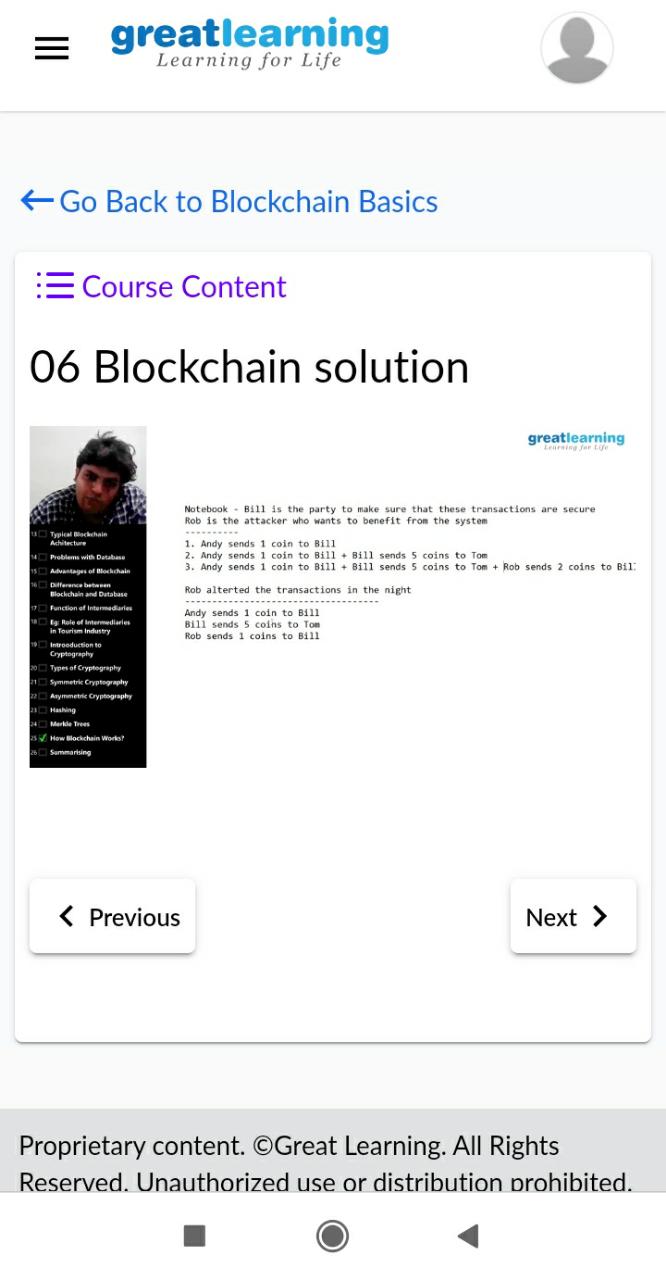 greatlearning
Learning for Life
Go Back to Blockchain Basics
Course Content
06 Blockchain solution
greatlearning
Learning for Life
13 Typical Blockchain
Achitecture
14 Problems with Database
15 Advantages of Blockchain
16 Difference between
Blockchain and Database
17 Function of Intermediaries
18 Eg: Role of Intermediaries
in Tourism Industry
19 Introoduction to
Cryptography
20 Types of Cryptography
21 Symmetric Cryptography
22 Asymmetric Cryptography
23 Hashing
24 Merkle Trees
25 How Blockchain Works?
26 Summarising
Notebook - Bill is the party to make sure that these transactions are secure
Rob is the attacker who wants to benefit from the system
----------
1. Andy sends 1 coin to Bill
2. Andy sends 1 coin to Bill + Bill sends 5 coins to Tom
3. Andy sends 1 coin to Bill + Bill sends 5 coins to Tom + Rob sends 2 coins to Bil
Rob alterted the transactions in the night
------------------------------------
Andy sends 1 coin to Bill
Bill sends 5 coins to Tom
Rob sends 1 coins to Bill
Previous
Next
Proprietary content. ©Great Learning. All Rights
Reserved. Unauthorized use or distribution prohibited.